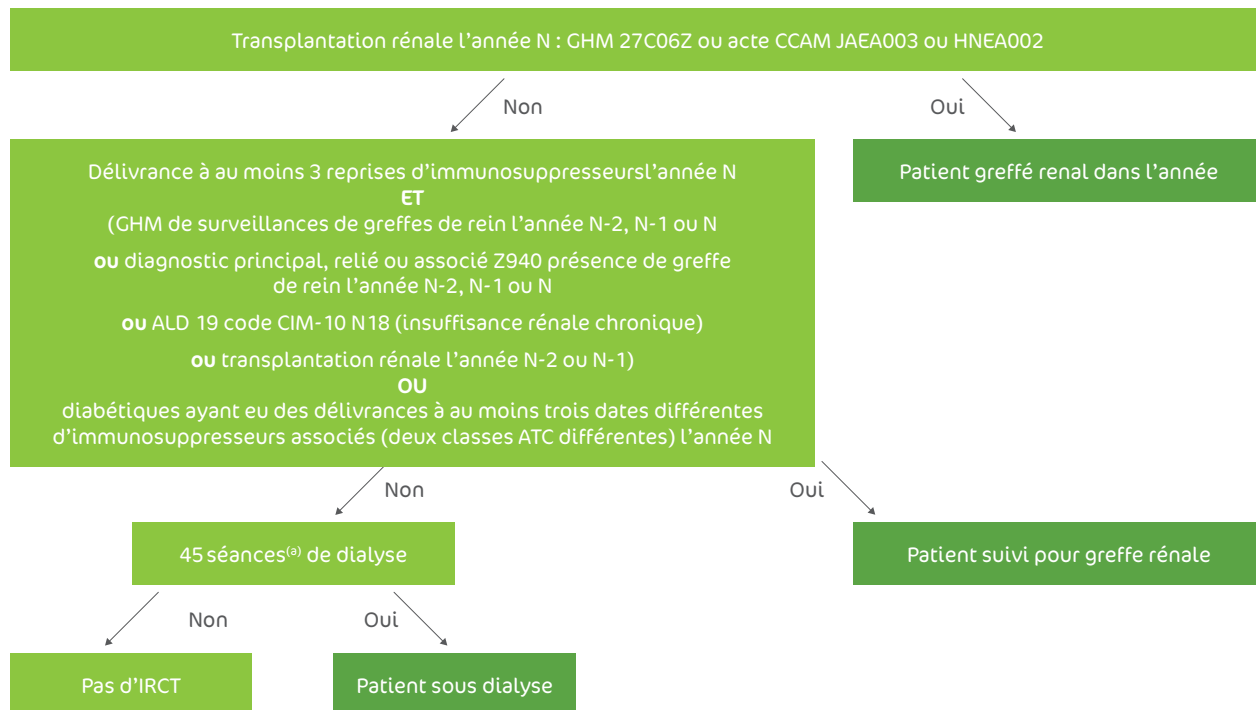 Transplantation rénale l'année N : GHM 27C06Z ou acte CCAM JAEA003 ou HNEA002
Non
Oui
Délivrance à au moins 3 reprises d'immunosuppresseursl'année N
ET
(GHM de surveillances de greffes de rein l'année N-2, N-1 ou N
ou diagnostic principal, relié ou associé Z940 présence de greffe
de rein l'année N-2, N-1 ou N
ou ALD 19 code CIM-10 N18 (insuffisance rénale chronique)
ou transplantation rénale l'année N-2 ou N-1)
OU
diabétiques ayant eu des délivrances à au moins trois dates différentes
d'immunosuppresseurs associés (deux classes ATC différentes) l'année N
Patient greffé renal dans l'année
Non
Oui
45 séances(a) de dialyse
Patient suivi pour greffe rénale
Non
Oui
Pas d'IRCT
Patient sous dialyse